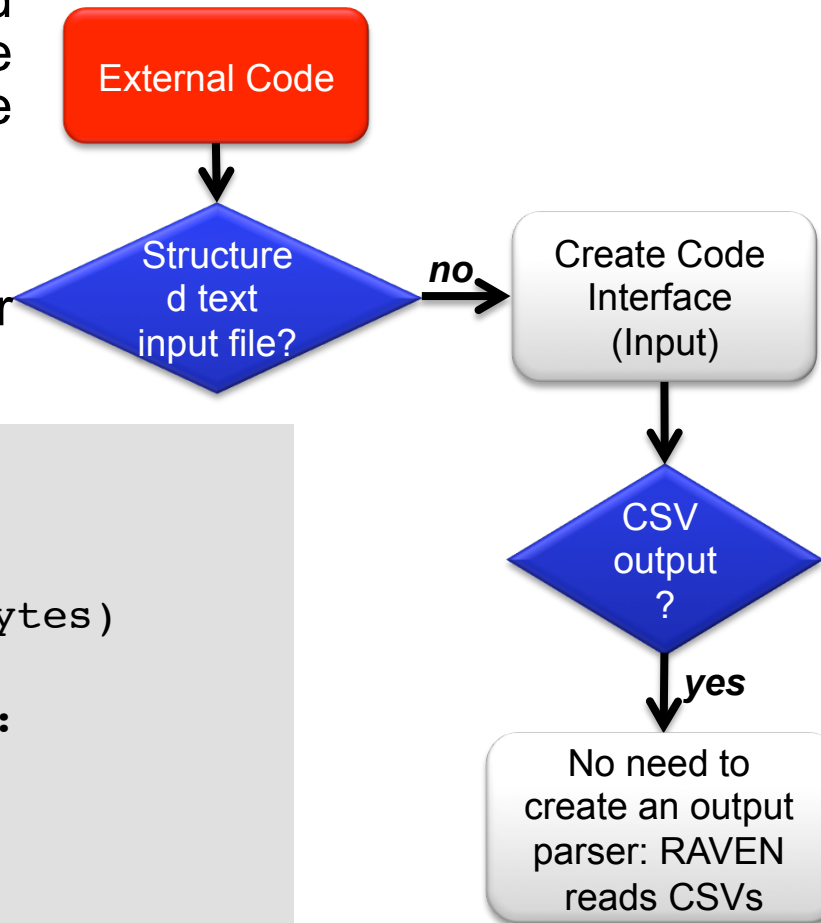 External Code
Structure
d text
input file?
no
Create Code
Interface
(Input)
CSV
output
?
yes
No need to
create an output
parser: RAVEN
reads CSVs
ytes)
: